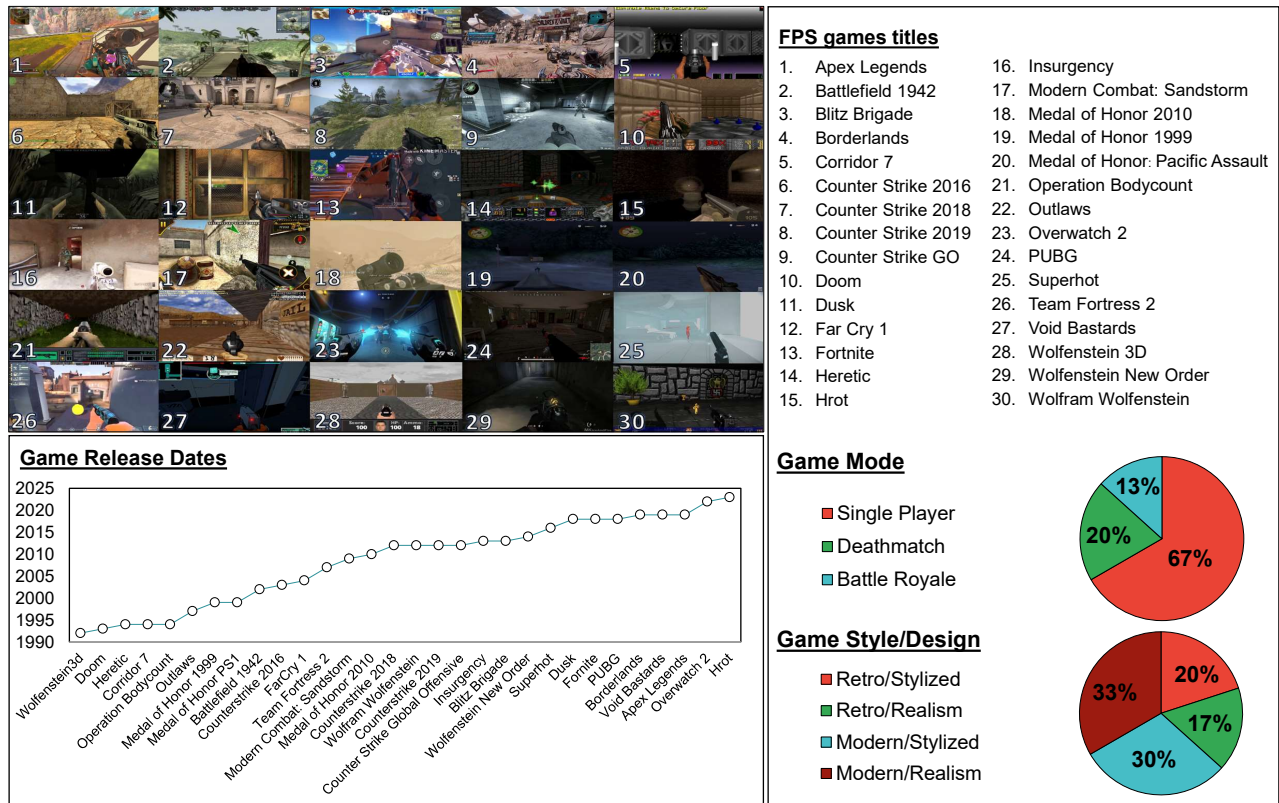 1 2 3 4 5
6 7 8 9 10
KINEMASTER
11 12 13 14 15
16 17 18 19 20
JAIL
21 22 23 24 25
100 100 18
26 27 28 29 30
FPS games titles
1. Apex Legends
2. Battlefield 1942
3. Blitz Brigade
4. Borderlands
5. Corridor 7
6. Counter Strike 2016
7. Counter Strike 2018
8. Counter Strike 2019
9. Counter Strike GO
10. Doom
11. Dusk
12. Far Cry 1
13. Fortnite
14. Heretic
15. Hrot
16. Insurgency
17. Modern Combat: Sandstorm
18. Medal of Honor 2010
19. Medal of Honor 1999
20. Medal of Honor: Pacific Assault
21. Operation Bodycount
22. Outlaws
23. Overwatch 2
24. PUBG
25. Superhot
26. Team Fortress 2
27. Void Bastards
28. Wolfenstein 3D
29. Wolfenstein New Order
30. Wolfram Wolfenstein
Game Release Dates
2025
2020
2015
2010
2005
2000
1995
1990
Wolfenstein3d
Doom
Heretic
Corridor 7
Operation Bodycount
Outlaws
Medal of Honor 1999
Medal of Honor PS1
Battlefield 1942
Counterstrike 2016
FarCry 1
Team Fortress 2
Modern Combat: Sandstorm
Medal of Honor 2010
Counterstrike 2018
Wolfram Wolfenstein
Counterstrike 2019
Counter Strike Global Offensive
Insurgency
Blitz Brigade
Wolfenstein New Order
Superhot
Dusk
Fornite
PUBG
Borderlands
Void Bastards
Apex Legends
Overwatch 2
Hrot
Game Mode
Single Player
Deathmatch
Battle Royale
13%
20%
67%
Game Style/Design
Retro/Stylized
Retro/Realism
Modern/Stylized
Modern/Realism
20%
33%
17%
30%